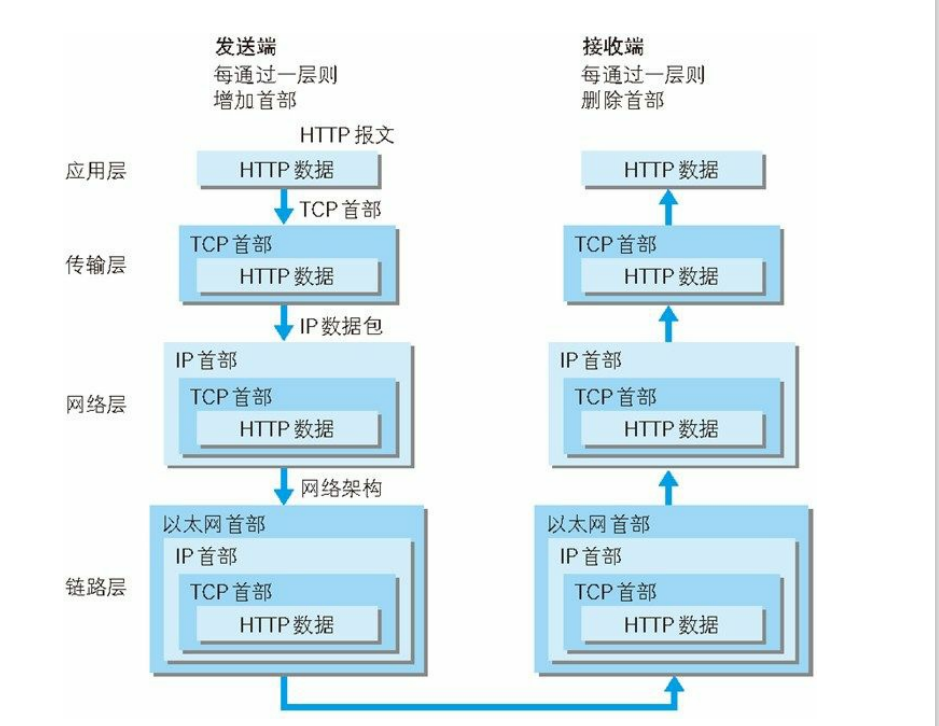 发送端
每通过一层则
增加首部
接收端
每通过一层则
删除首部
HTTP 报文
应用层
HTTP 数据
HTTP 数据
TCP 首部
传输层
TCP 首部
HTTP 数据
TCP 首部
HTTP 数据
IP 数据包
网络层
IP 首部
TCP 首部
HTTP 数据
IP 首部
TCP 首部
HTTP 数据
网络架构
链路层
以太网首部
IP 首部
TCP 首部
HTTP 数据
以太网首部
IP 首部
TCP 首部
HTTP 数据